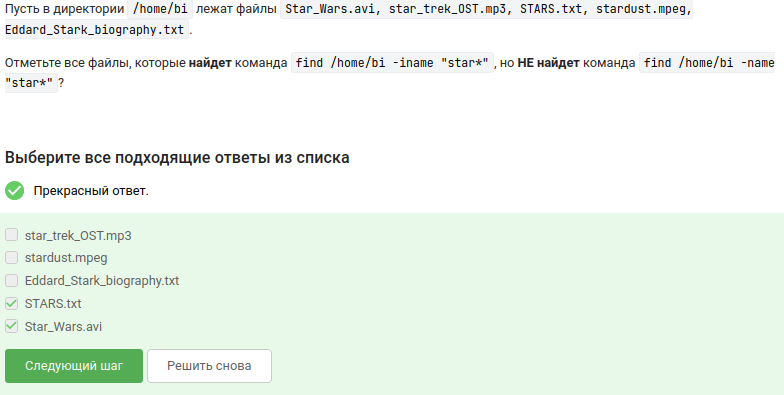 Пусть в директории /home/bi лежат файлы Star_Wars.avi, star_trek_OST.mp3, STARS.txt, stardust.mpeg,
Eddard_Stark_biography.txt.
Отметьте все файлы, которые найдет команда find /home/bi -iname "star*", но НЕ найдет команда find /home/bi -name
"star*"?
Выберите все подходящие ответы из списка
Прекрасный ответ.
star_trek_OST.mp3
stardust.mpeg
Eddard_Stark_biography.txt
STARS.txt
Star_Wars.avi
Следующий шаг Решить снова